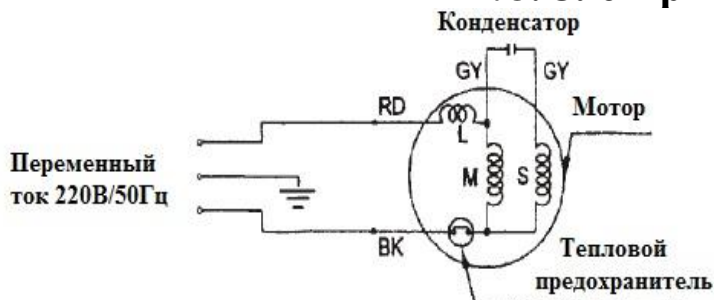 Конденсатор
GY GY
RD
L
Мотор
Переменный
ток 220В/50Гц
M S
BK
Тепловой
предохранитель